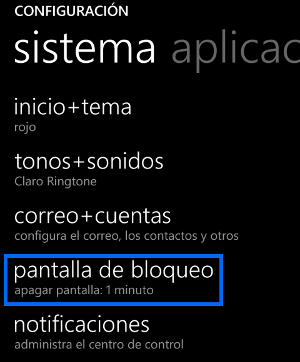 CONFIGURACIÓN
sistema aplicac
inicio+tema
rojo
tonos+sonidos
Claro Ringtone
correo+cuentas
configura el correo, los contactos y otros
pantalla de bloqueo
apagar pantalla: 1 minuto
notificaciones
administra el centro de control